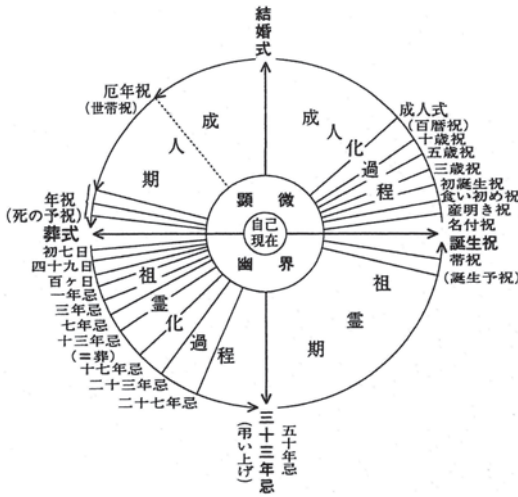 結婚式
厄年祝
(世帯祝)
成人期
成人化過程
成人式
(百暦祝)
十歳祝
五歳祝
三歳祝
初誕生祝
食い初め祝
産明き祝
名付祝
誕生祝
帯祝
(誕生予祝)
年祝
(死の予祝)
葬式
顕微
自己
現在
幽界
初七日
四十九日
百ヶ日
一年忌
三年忌
七年忌
十三年忌
(=葬)
十七年忌
二十三年忌
二十七年忌
祖霊化過程
祖霊期
三十三年忌
(弔い上げ)
五十年忌